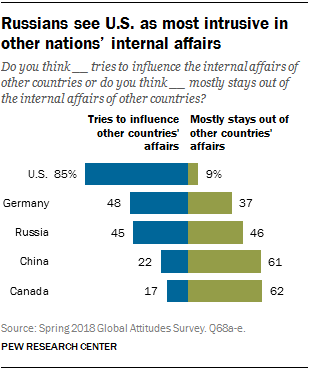 Russians see U.S. as most intrusive in
other nations' internal affairs
Do you think __ tries to influence the internal affairs of
other countries or do you think __ mostly stays out of
the internal affairs of other countries?
Tries to influence
other countries'
affairs
Mostly stays out of
other countries'
affairs
U.S. 85% 9%
Germany 48 37
Russia 45 46
China 22 61
Canada 17 62
Source: Spring 2018 Global Attitudes Survey. Q68a-e.
PEW RESEARCH CENTER